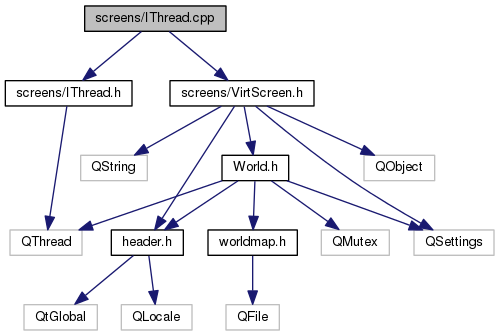 screens/IThread.cpp
screens/IThread.h
screens/VirtScreen.h
QString
World.h
QObject
QThread
header.h
worldmap.h
QMutex
QSettings
QtGlobal
QLocale
QFile